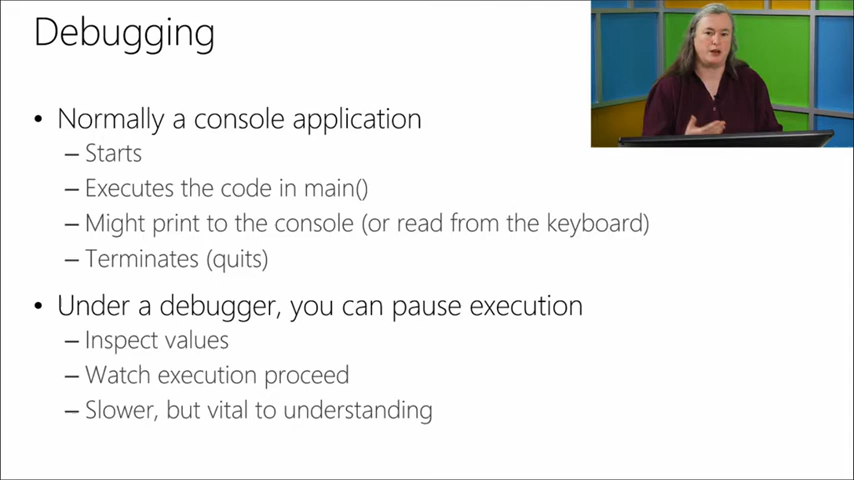 Debugging
• Normally a console application
– Starts
– Executes the code in main()
– Might print to the console (or read from the keyboard)
– Terminates (quits)
• Under a debugger, you can pause execution
– Inspect values
– Watch execution proceed
– Slower, but vital to understanding